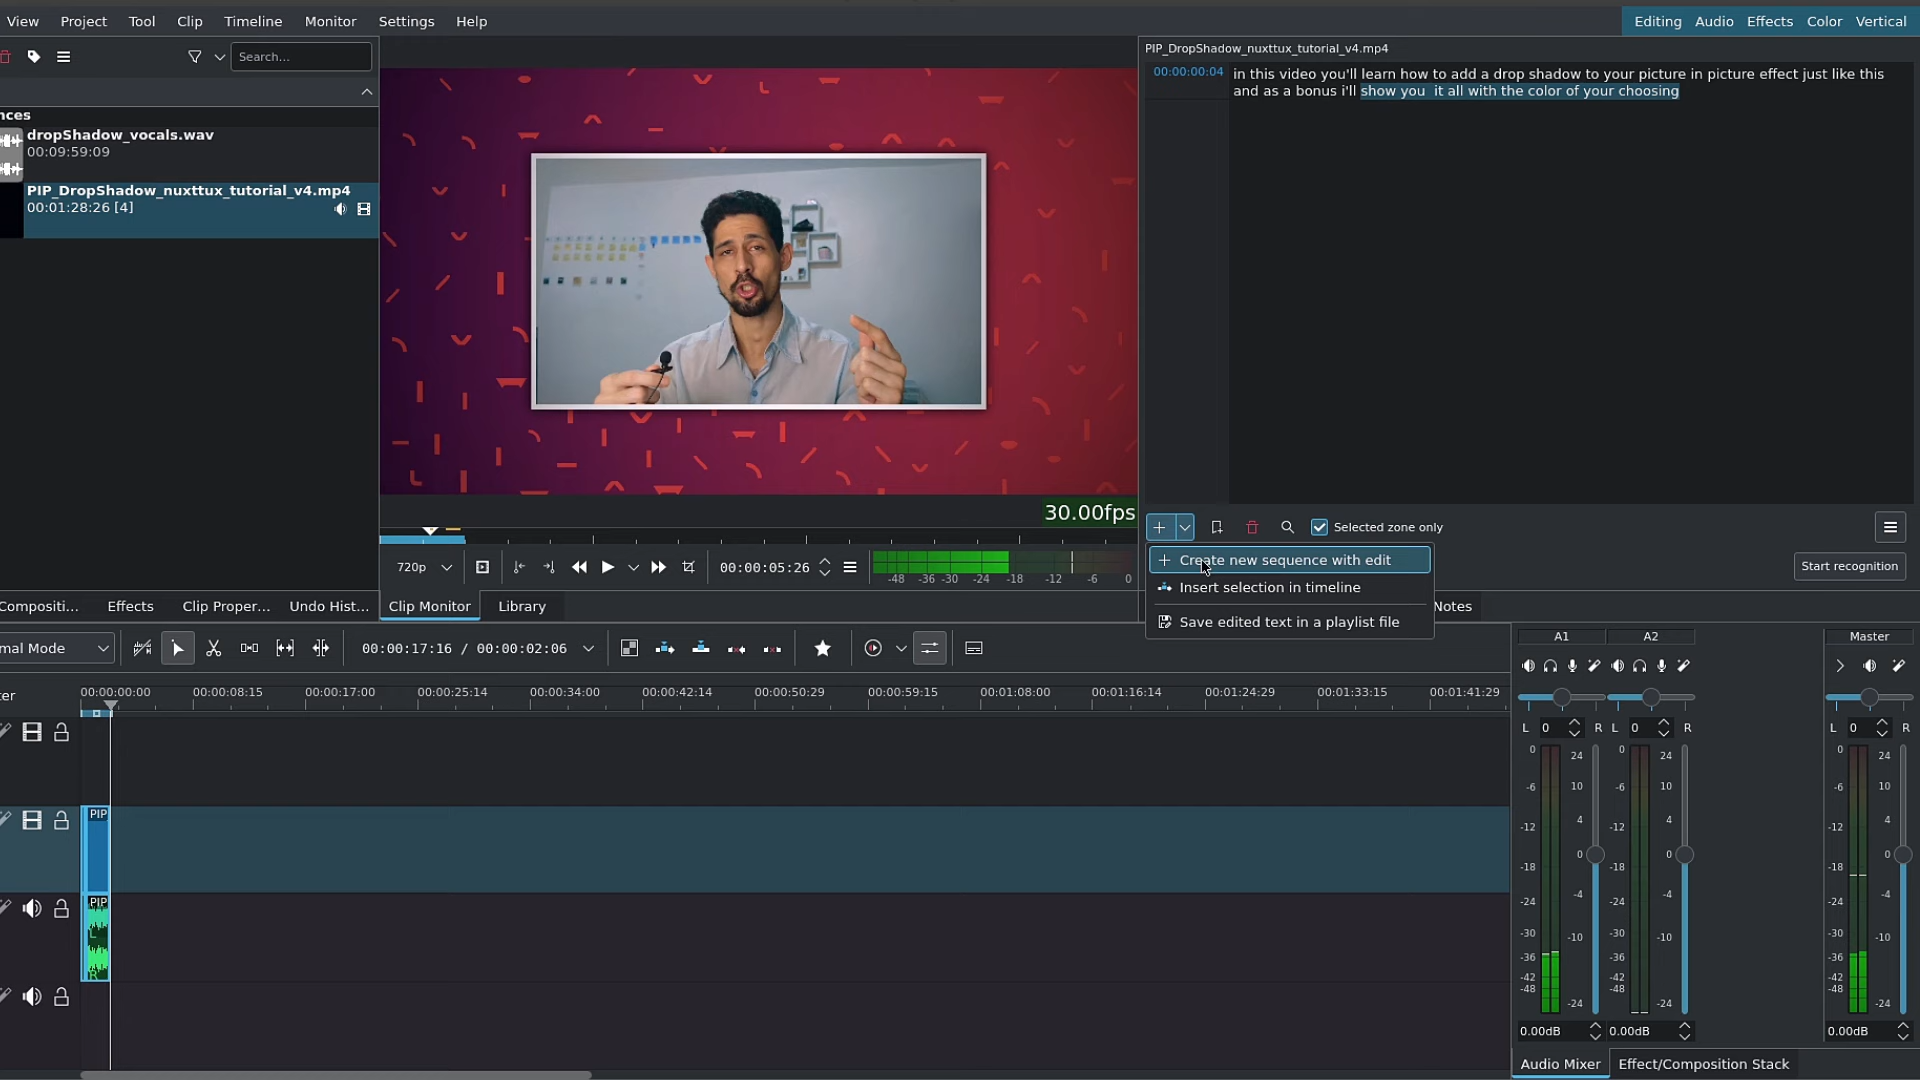 View Project Tool Clip Timeline Monitor Settings Help
Editing Audio Effects Color Vertical
Search...
nces
dropShadow_vocals.wav
00:09:59:09
PIP_DropShadow_nuxttux_tutorial_v4.mp4
00:01:28:26 [4]
30.00fps
720p
00:00:05:26
-48 -36 -30 -24 -18 -12 -6 0
PIP_DropShadow_nuxttux_tutorial_v4.mp4
00:00:00:04 in this video you'll learn how to add a drop shadow to your picture in picture effect just like this
and as a bonus i'll show you  it all with the color of your choosing
Selected zone only
Create new sequence with edit
Insert selection in timeline
Save edited text in a playlist file
Start recognition
Compositi... Effects Clip Proper... Undo Hist... Clip Monitor Library
Notes
mal Mode
00:00:17:16 / 00:00:02:06
ter
00:00:00:00 00:00:08:15 00:00:17:00 00:00:25:14 00:00:34:00 00:00:42:14 00:00:50:29 00:00:59:15 00:01:08:00 00:01:16:14 00:01:24:29 00:01:33:15 00:01:41:29
PIP
PIP
L
R
A1 A2 Master
L 0 R L 0 R L 0 R
0 24 0 24 0 24
-6 10 -6 10 -6 10
-12 4 -12 4 -12 4
-18 0 -18 0 -18 0
-24 -4 -24 -4 -24 -4
-30 -10 -30 -10 -30 -10
-36 -36 -36
-42 -42 -42
-48 -24 -48 -24 -48 -24
0.00dB 0.00dB 0.00dB
Audio Mixer Effect/Composition Stack